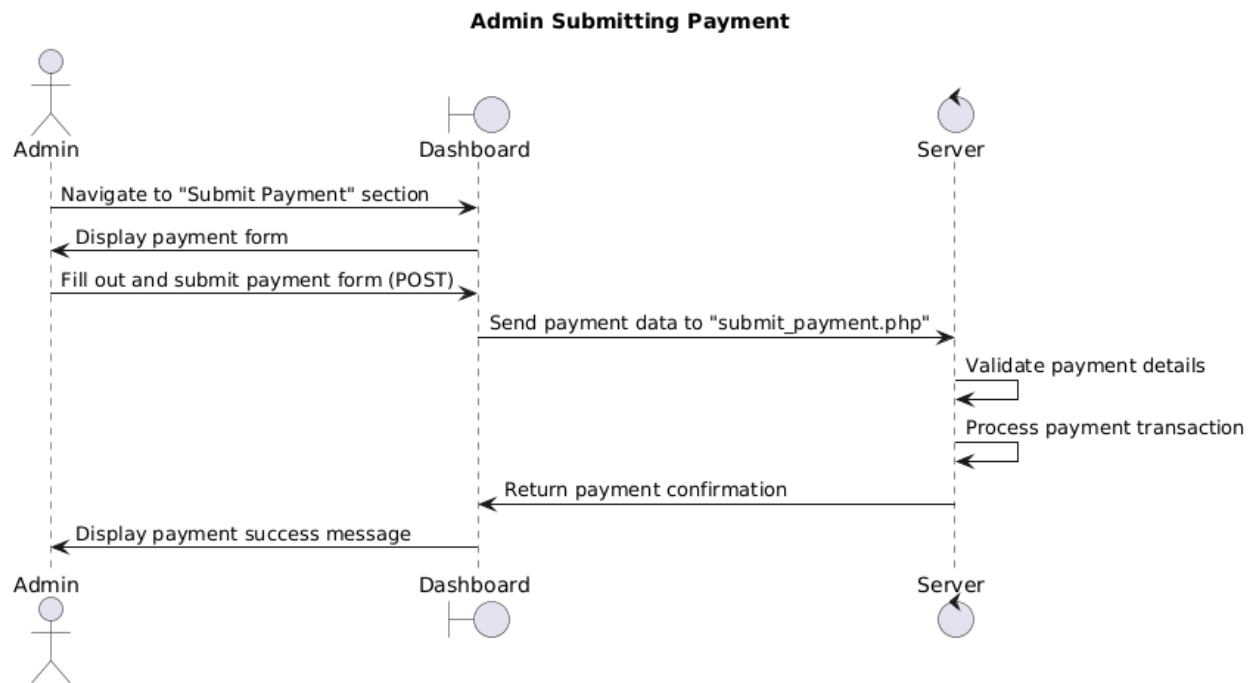 Admin Submitting Payment
Admin
Dashboard
Server
Navigate to "Submit Payment" section
Display payment form
Fill out and submit payment form (POST)
Send payment data to "submit_payment.php"
Validate payment details
Process payment transaction
Return payment confirmation
Display payment success message
Admin
Dashboard
Server